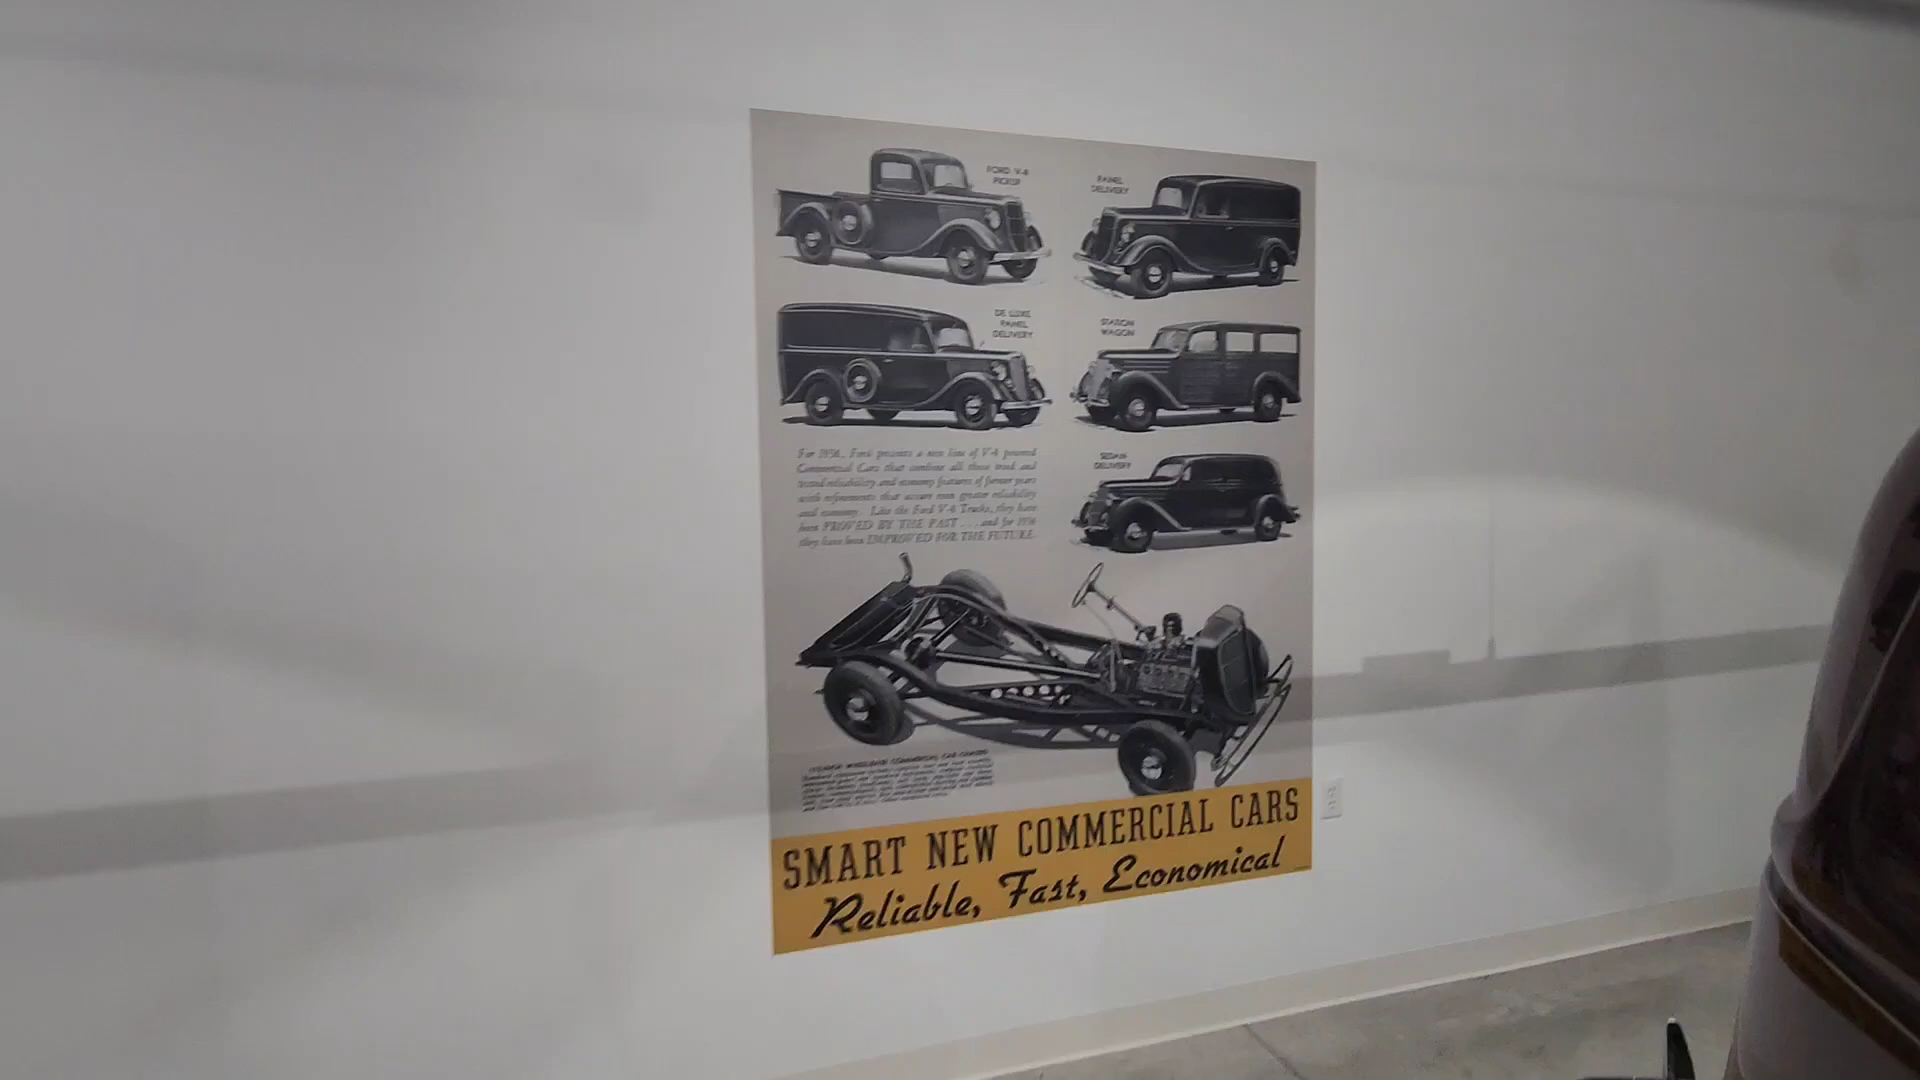 FORD V-8
PICKUP
PANEL
DELIVERY
DE LUXE
PANEL
DELIVERY
STATION
WAGON
SEDAN
DELIVERY
For 1936, Ford presents a new line of V-8 powered
Commercial Cars that combine all those tried and
tested reliability and economy features of former years
with refinements that assure even greater reliability
and economy. Like the Ford V-8 Trucks, they have
been PROVED BY THE PAST . . . and for 1936
they have been IMPROVED FOR THE FUTURE.
WHEELBASE COMMERCIAL CAR CHASSIS
SMART NEW COMMERCIAL CARS
Reliable, Fast, Economical